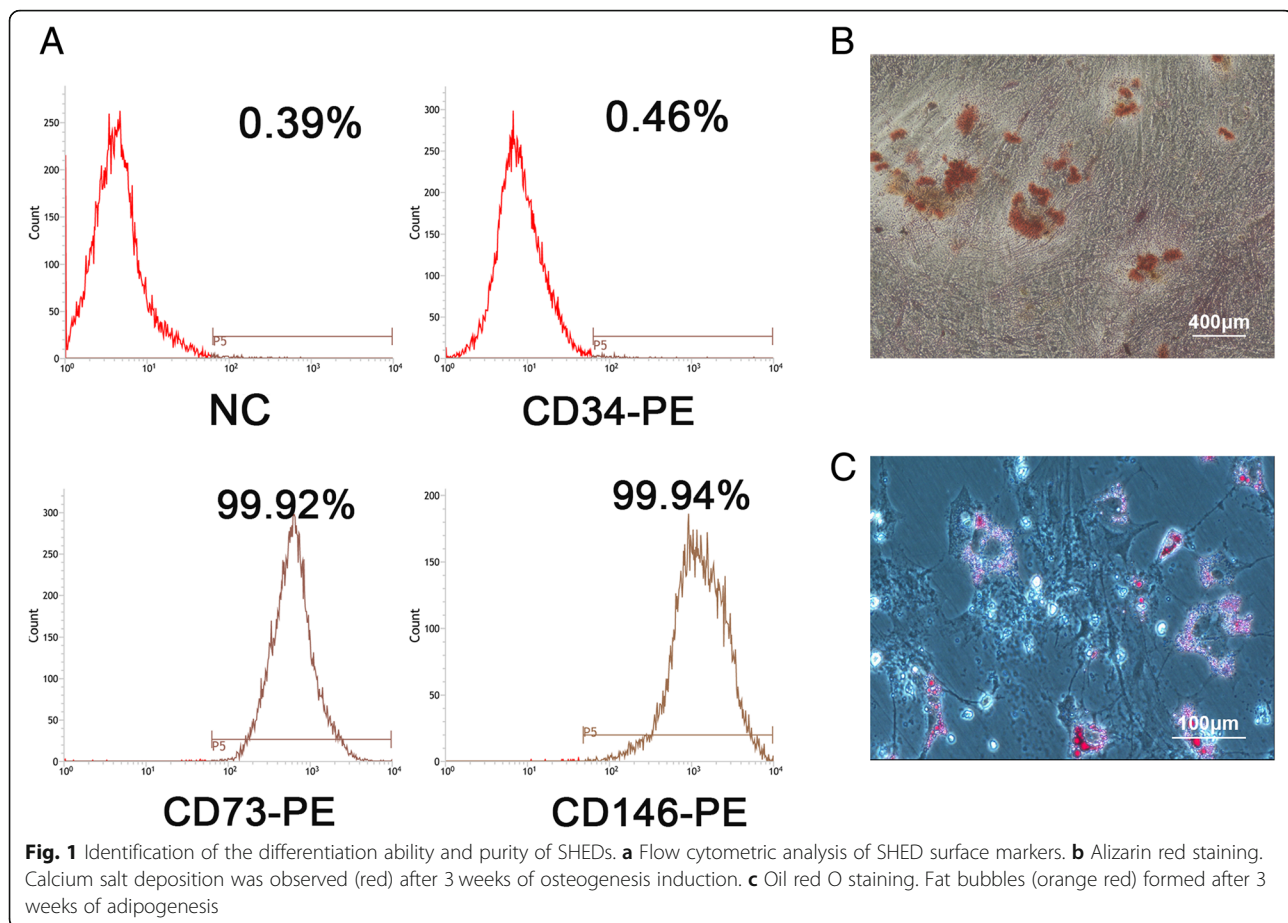 A
0.39%
250
200
150
100
50
0
Count
P5
10⁰ 10¹ 10² 10³ 10⁴
NC
0.46%
300
250
200
150
100
50
0
Count
P5
10⁰ 10¹ 10² 10³ 10⁴
CD34-PE
99.92%
300
250
200
150
100
50
0
Count
P5
10⁰ 10¹ 10² 10³ 10⁴
CD73-PE
99.94%
200
150
100
50
0
Count
P5
10⁰ 10¹ 10² 10³ 10⁴
CD146-PE
B
400µm
C
100µm
Fig. 1 Identification of the differentiation ability and purity of SHEDs. a Flow cytometric analysis of SHED surface markers. b Alizarin red staining.
Calcium salt deposition was observed (red) after 3 weeks of osteogenesis induction. c Oil red O staining. Fat bubbles (orange red) formed after 3
weeks of adipogenesis